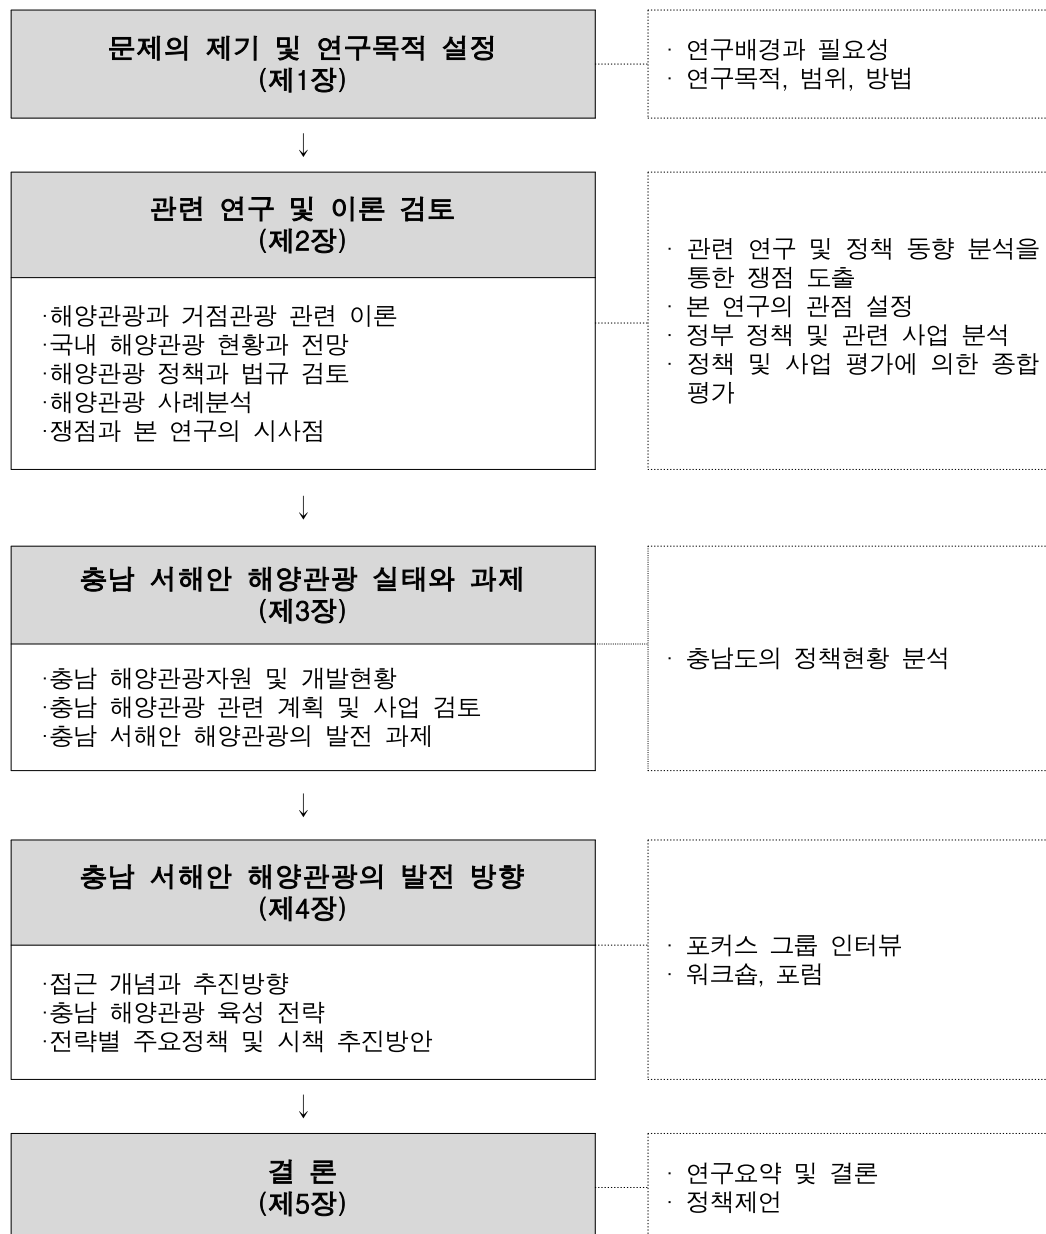 문제의 제기 및 연구목적 설정
(제1장)
· 연구배경과 필요성
· 연구목적, 범위, 방법
↓
관련 연구 및 이론 검토
(제2장)
·해양관광과 거점관광 관련 이론
·국내 해양관광 현황과 전망
·해양관광 정책과 법규 검토
·해양관광 사례분석
·쟁점과 본 연구의 시사점
· 관련 연구 및 정책 동향 분석을
통한 쟁점 도출
· 본 연구의 관점 설정
· 정부 정책 및 관련 사업 분석
· 정책 및 사업 평가에 의한 종합
평가
↓
충남 서해안 해양관광 실태와 과제
(제3장)
·충남 해양관광자원 및 개발현황
·충남 해양관광 관련 계획 및 사업 검토
·충남 서해안 해양관광의 발전 과제
· 충남도의 정책현황 분석
↓
충남 서해안 해양관광의 발전 방향
(제4장)
·접근 개념과 추진방향
·충남 해양관광 육성 전략
·전략별 주요정책 및 시책 추진방안
· 포커스 그룹 인터뷰
· 워크숍, 포럼
↓
결 론
(제5장)
· 연구요약 및 결론
· 정책제언